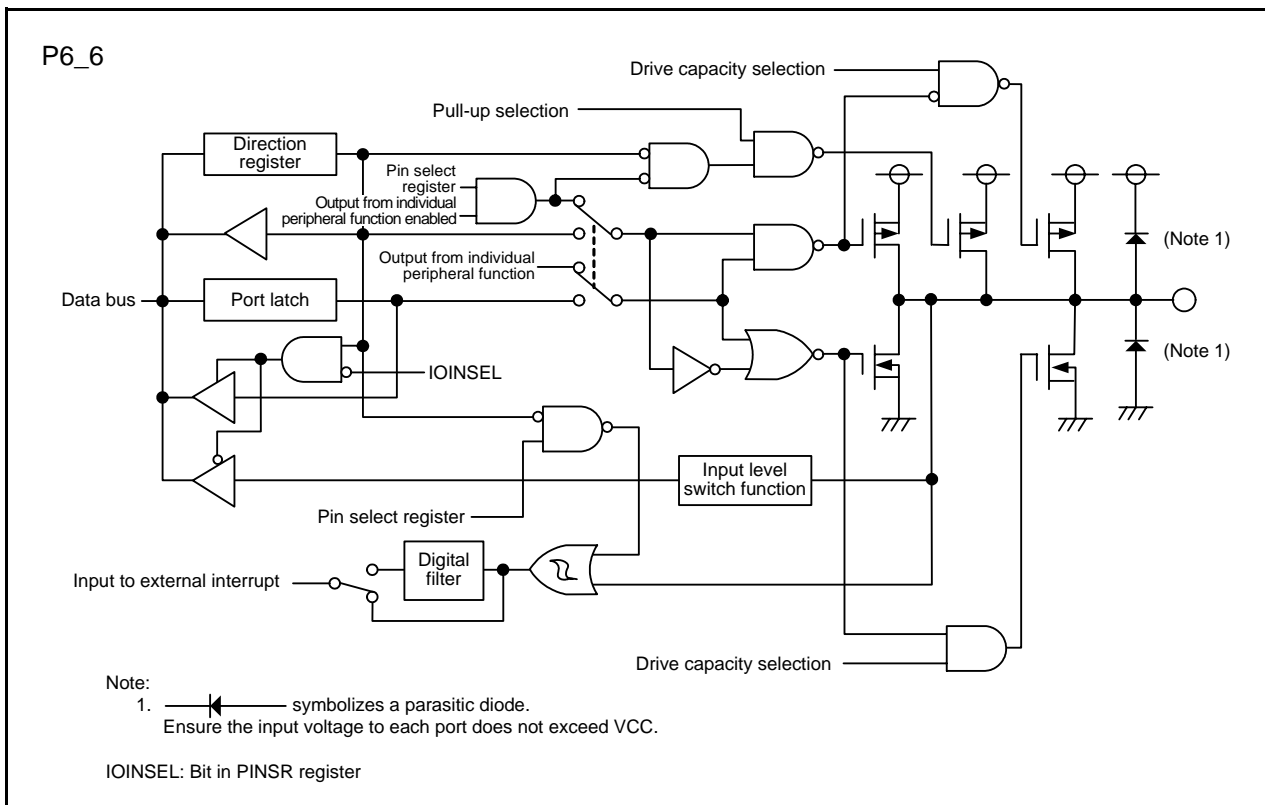 P6_6
Drive capacity selection
Pull-up selection
Direction
register
Pin select
register
Output from individual
peripheral function enabled
(Note 1)
Output from individual
peripheral function
Data bus
Port latch
(Note 1)
IOINSEL
Input level
switch function
Pin select register
Digital
filter
Input to external interrupt
Drive capacity selection
Note:
1. symbolizes a parasitic diode.
Ensure the input voltage to each port does not exceed VCC.
IOINSEL: Bit in PINSR register